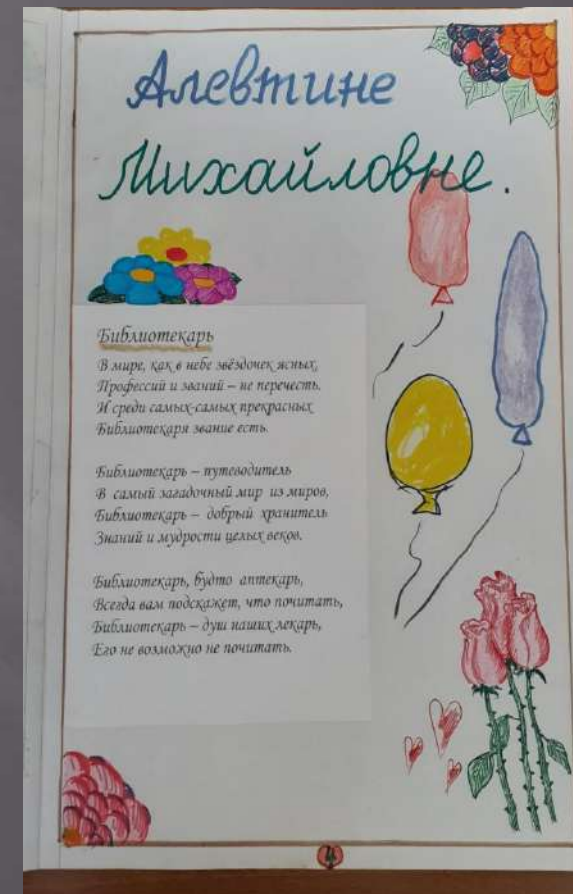 Алевтине
Михайловне.
Библиотекарь
В мире, как в небе звёздочек ясных,
Профессий и званий – не перечесть.
И среди самых-самых прекрасных
Библиотекаря звание есть.
Библиотекарь – путеводитель
В самый загадочный мир из миров,
Библиотекарь – добрый хранитель
Знаний и мудрости целых веков.
Библиотекарь, будто аптекарь,
Всегда вам подскажет, что почитать,
Библиотекарь – душ наших лекарь,
Его не возможно не почитать.
4